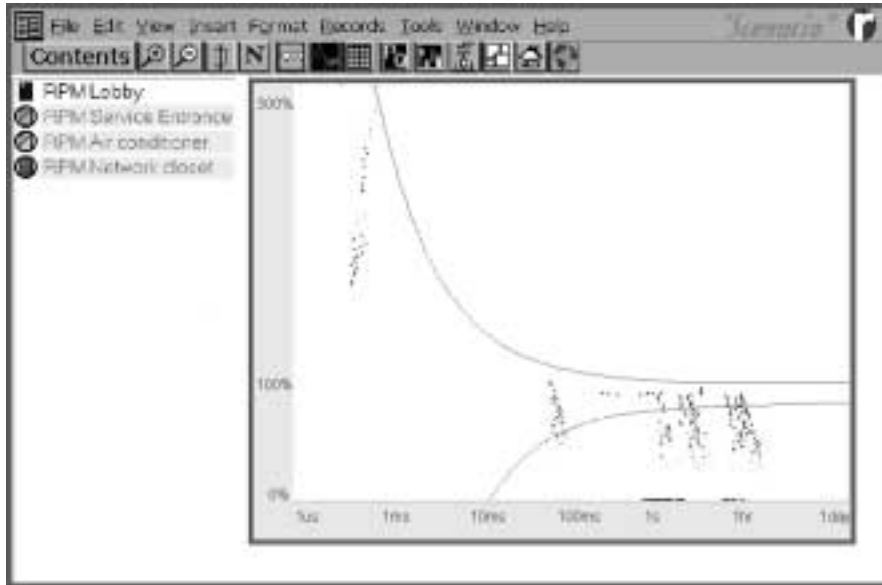 File Edit View Insert Format Records Tools Window Help
"Scenario"
Contents N
RPM Lobby
RPM Service Entrance
RPM Air conditioner
RPM Network closet
300%
100%
0%
1us 1ms 10ms 100ms 1s 1hr 1day